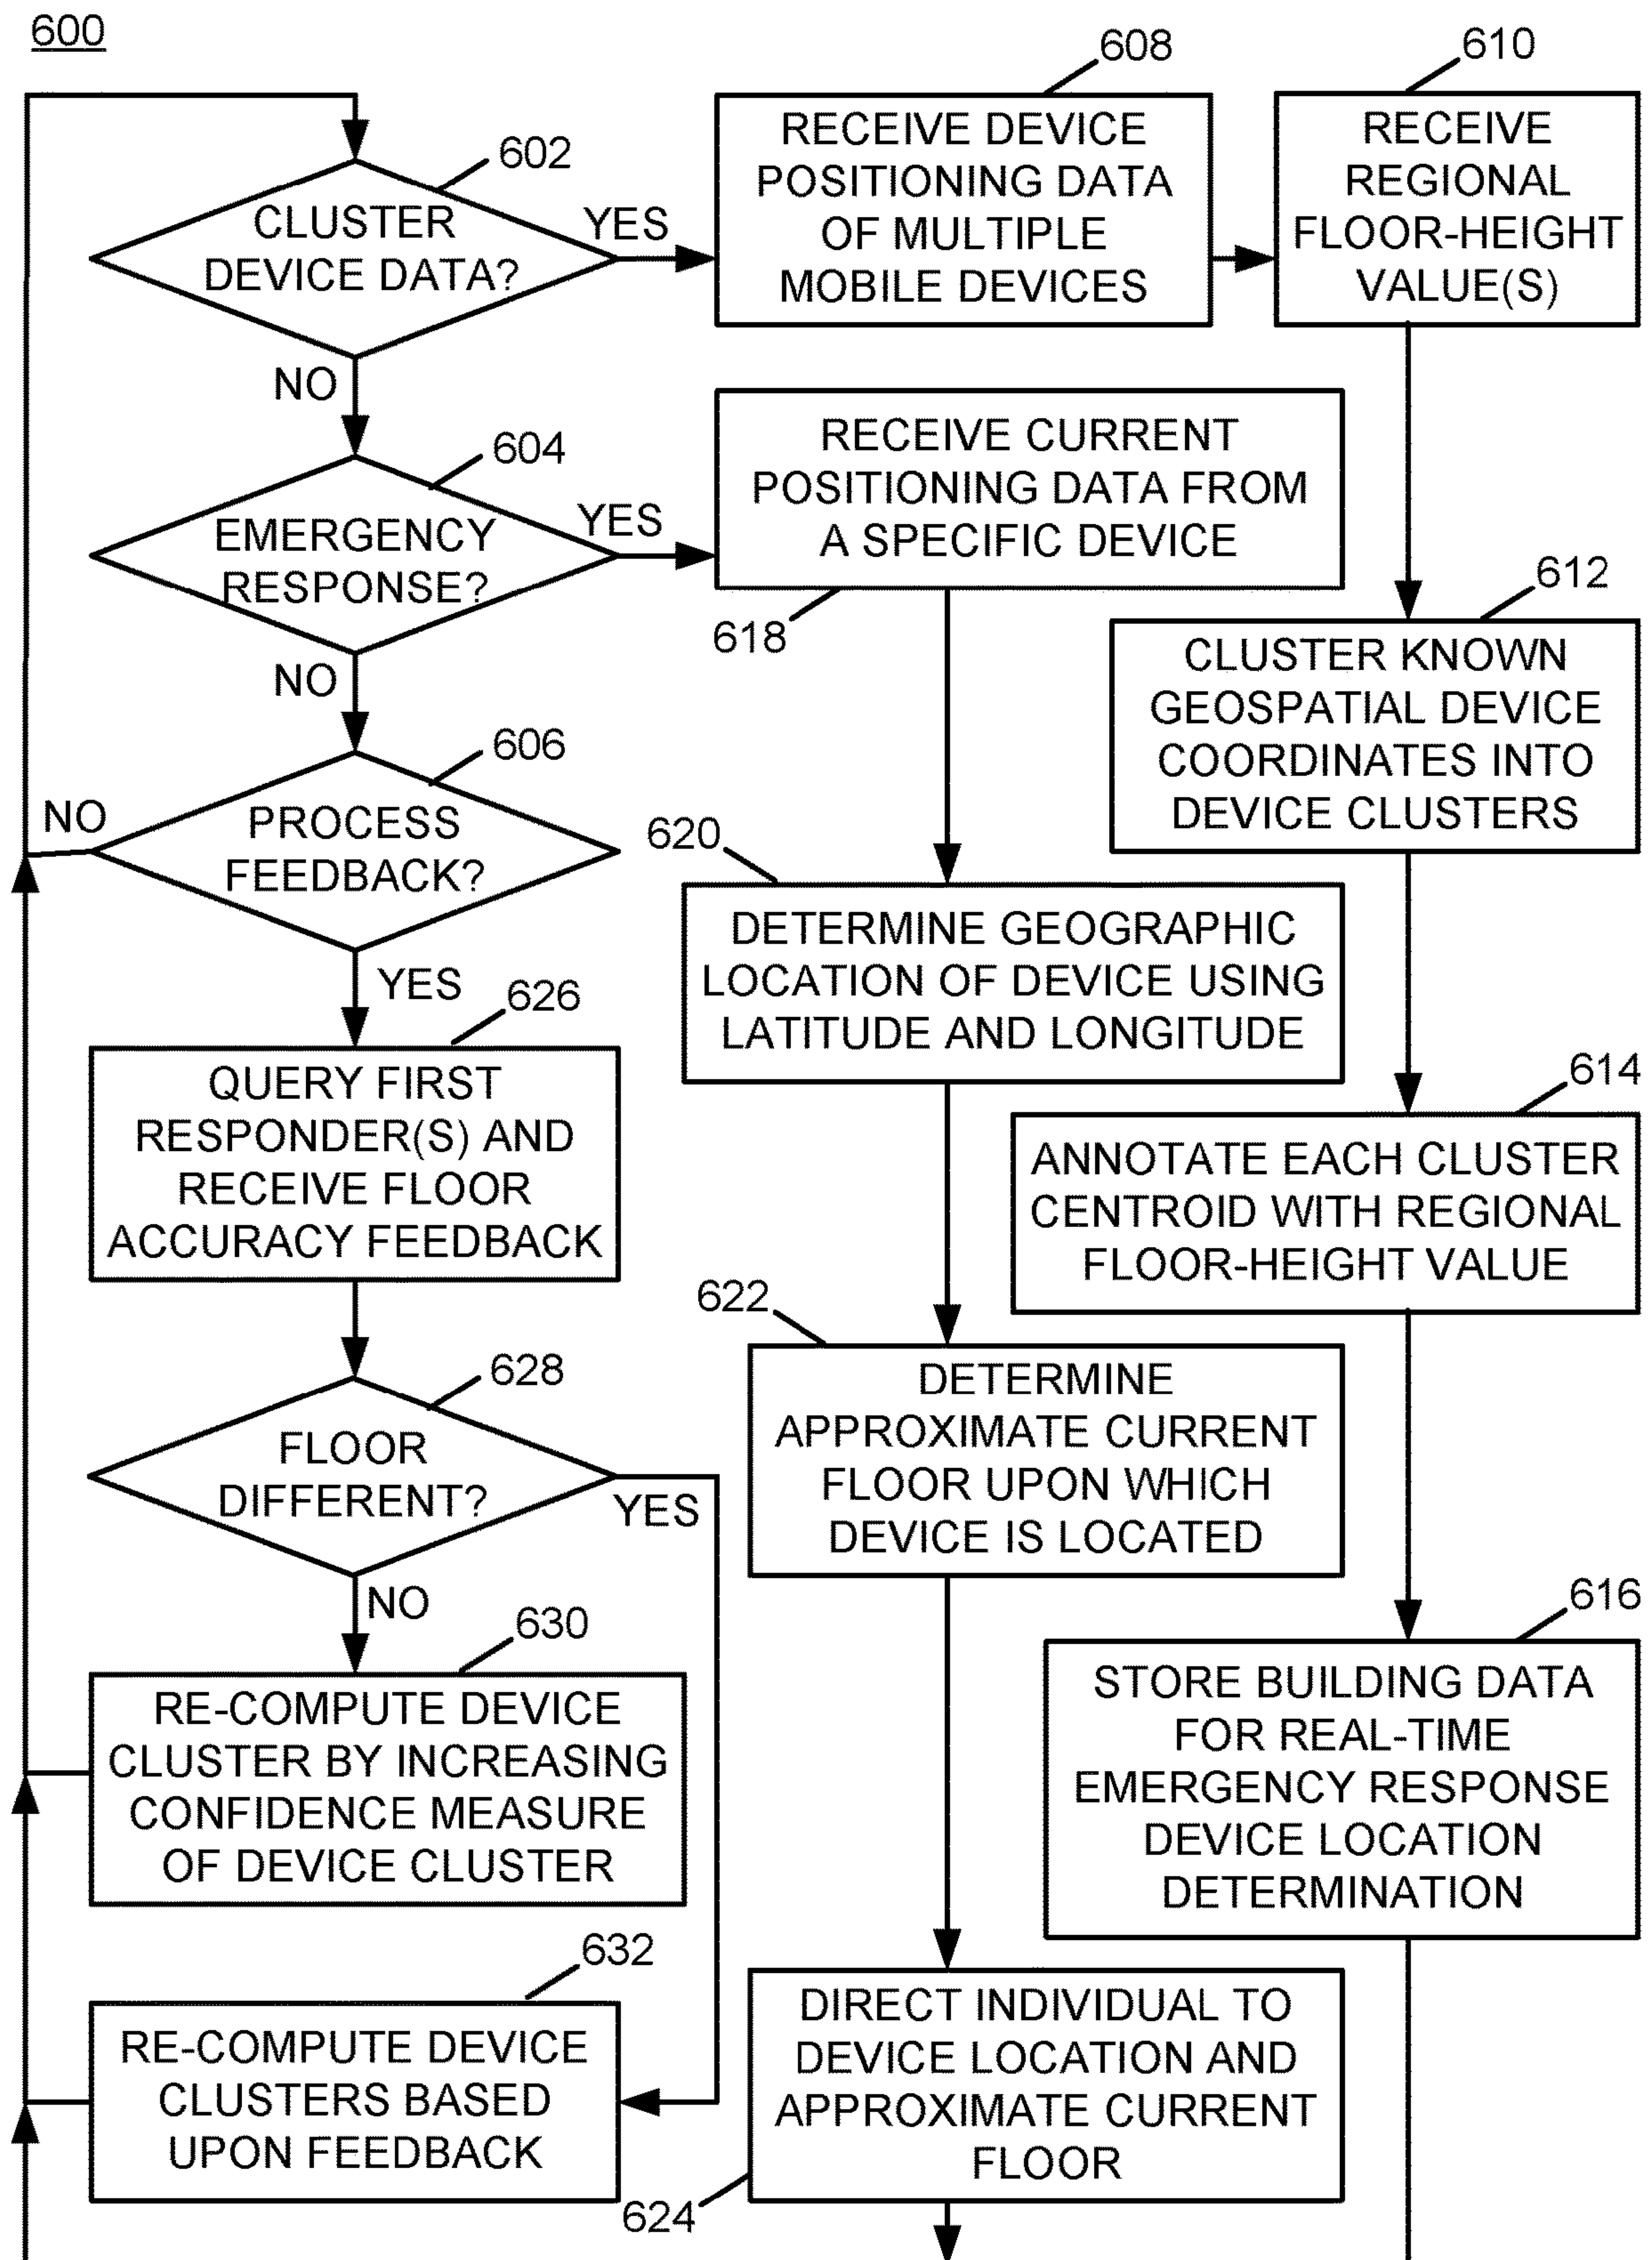 600
602
CLUSTER
DEVICE DATA?
YES
NO
608
RECEIVE DEVICE
POSITIONING DATA
OF MULTIPLE
MOBILE DEVICES
610
RECEIVE
REGIONAL
FLOOR-HEIGHT
VALUE(S)
604
EMERGENCY
RESPONSE?
YES
NO
RECEIVE CURRENT
POSITIONING DATA FROM
A SPECIFIC DEVICE
618
612
CLUSTER KNOWN
GEOSPATIAL DEVICE
COORDINATES INTO
DEVICE CLUSTERS
606
PROCESS
FEEDBACK?
NO
YES
620
DETERMINE GEOGRAPHIC
LOCATION OF DEVICE USING
LATITUDE AND LONGITUDE
626
QUERY FIRST
RESPONDER(S) AND
RECEIVE FLOOR
ACCURACY FEEDBACK
614
ANNOTATE EACH CLUSTER
CENTROID WITH REGIONAL
FLOOR-HEIGHT VALUE
622
DETERMINE
APPROXIMATE CURRENT
FLOOR UPON WHICH
DEVICE IS LOCATED
628
FLOOR
DIFFERENT?
YES
NO
616
STORE BUILDING DATA
FOR REAL-TIME
EMERGENCY RESPONSE
DEVICE LOCATION
DETERMINATION
630
RE-COMPUTE DEVICE
CLUSTER BY INCREASING
CONFIDENCE MEASURE
OF DEVICE CLUSTER
632
RE-COMPUTE DEVICE
CLUSTERS BASED
UPON FEEDBACK
DIRECT INDIVIDUAL TO
DEVICE LOCATION AND
APPROXIMATE CURRENT
FLOOR
624